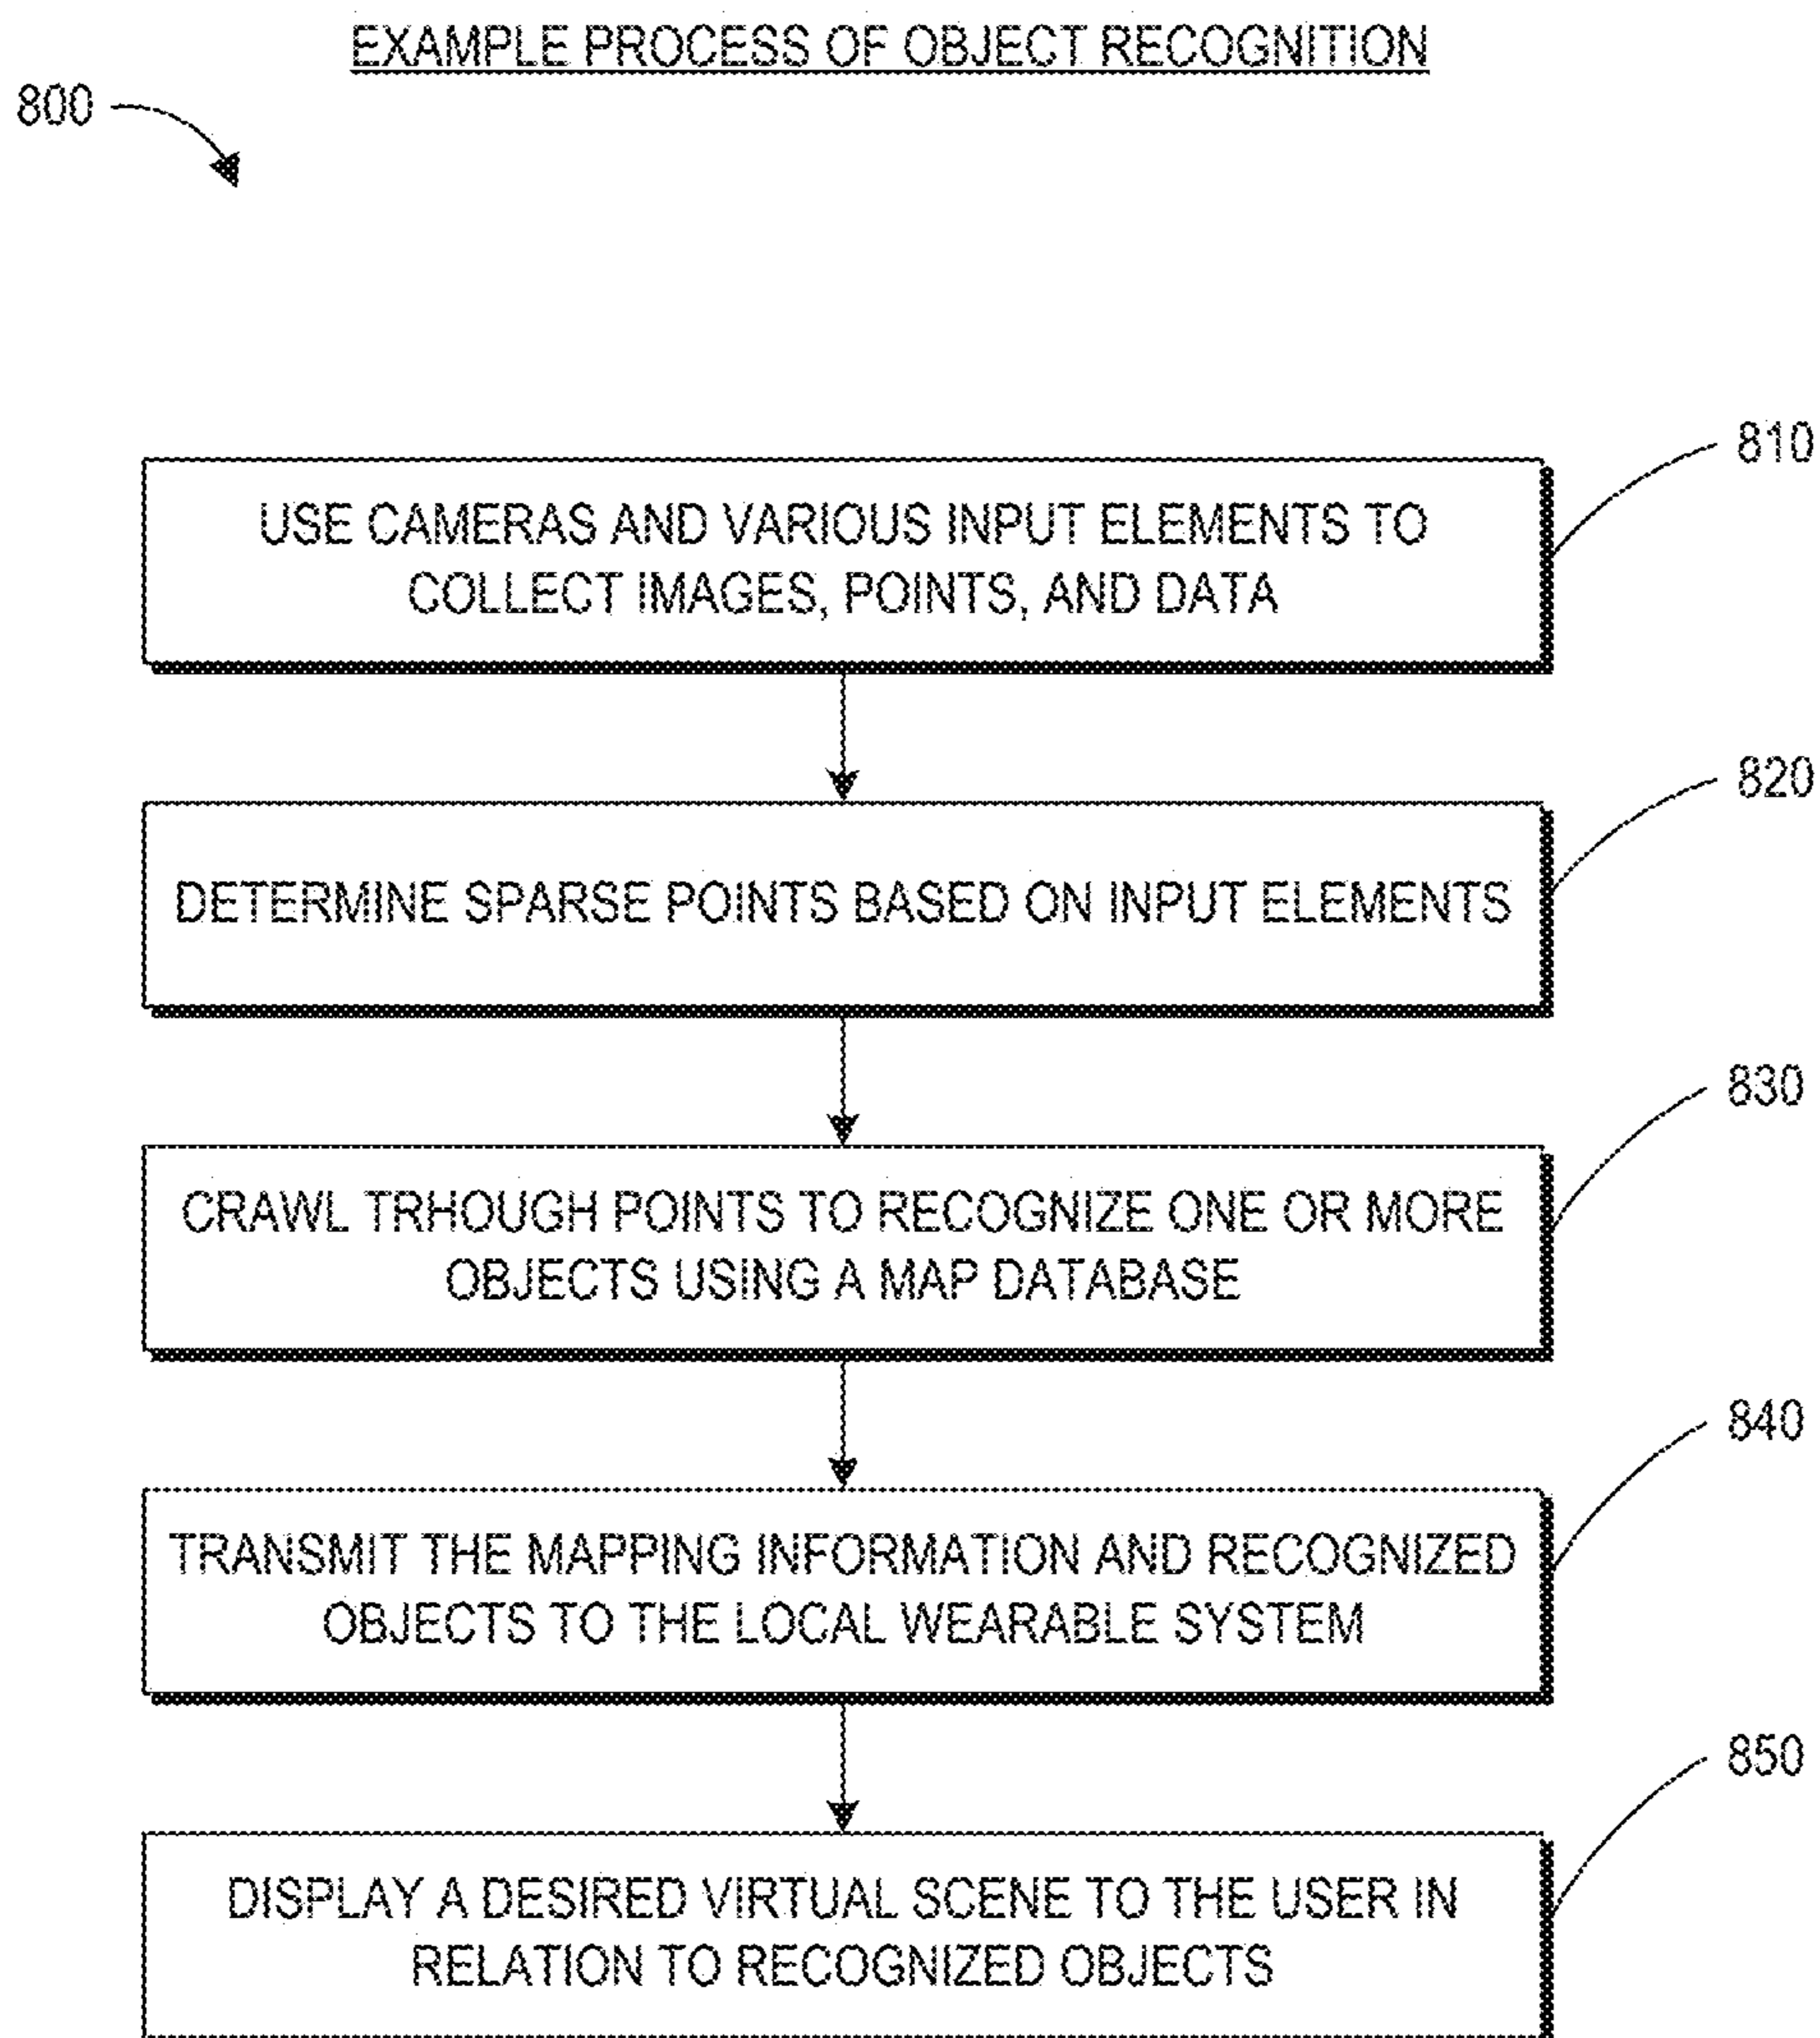 EXAMPLE PROCESS OF OBJECT RECOGNITION
800
810
USE CAMERAS AND VARIOUS INPUT ELEMENTS TO
COLLECT IMAGES, POINTS, AND DATA
820
DETERMINE SPARSE POINTS BASED ON INPUT ELEMENTS
830
CRAWL TRHOUGH POINTS TO RECOGNIZE ONE OR MORE
OBJECTS USING A MAP DATABASE
840
TRANSMIT THE MAPPING INFORMATION AND RECOGNIZED
OBJECTS TO THE LOCAL WEARABLE SYSTEM
850
DISPLAY A DESIRED VIRTUAL SCENE TO THE USER IN
RELATION TO RECOGNIZED OBJECTS